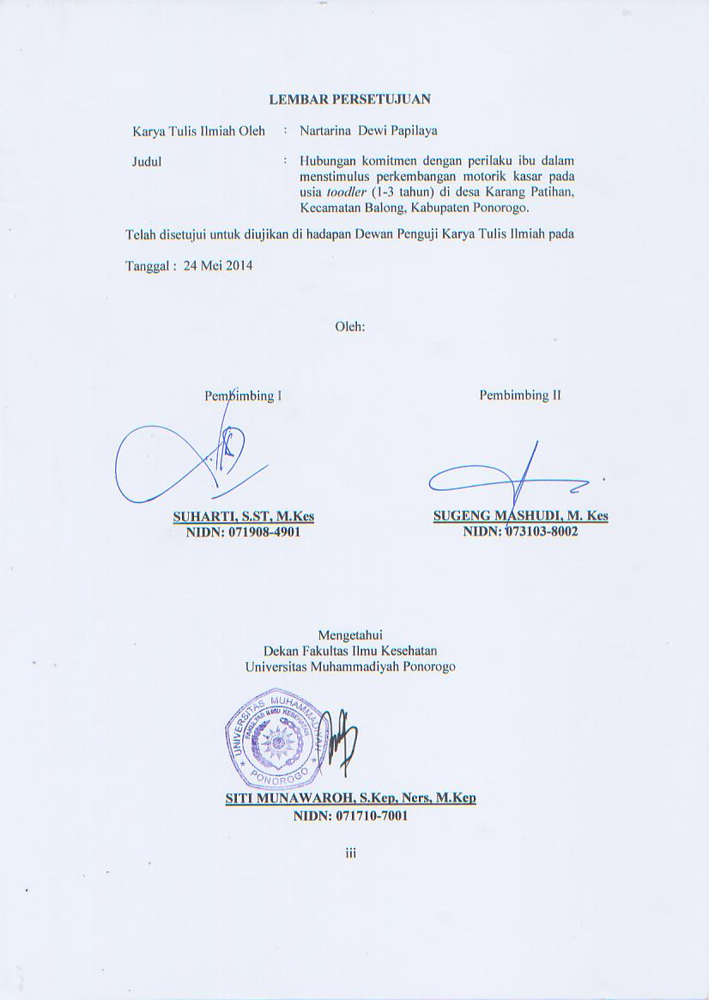 LEMBAR PERSETUJUAN
Karya Tulis Ilmiah Oleh : Nartarina Dewi Papilaya
Judul : Hubungan komitmen dengan perilaku ibu dalam
menstimulus perkembangan motorik kasar pada
usia toodler (1-3 tahun) di desa Karang Patihan,
Kecamatan Balong, Kabupaten Ponorogo.
Telah disetujui untuk diujikan di hadapan Dewan Penguji Karya Tulis Ilmiah pada
Tanggal : 24 Mei 2014
Oleh:
Pembimbing I
Pembimbing II
SUHARTI, S.ST, M.Kes
NIDN: 071908-4901
SUGENG MASHUDI, M. Kes
NIDN: 073103-8002
Mengetahui
Dekan Fakultas Ilmu Kesehatan
Universitas Muhammadiyah Ponorogo
UNIVERSITAS MUHAMMADIYAH
FAKULTAS ILMU KESEHATAN
PONOROGO
SITI MUNAWAROH, S.Kep, Ners, M.Kep
NIDN: 071710-7001
iii